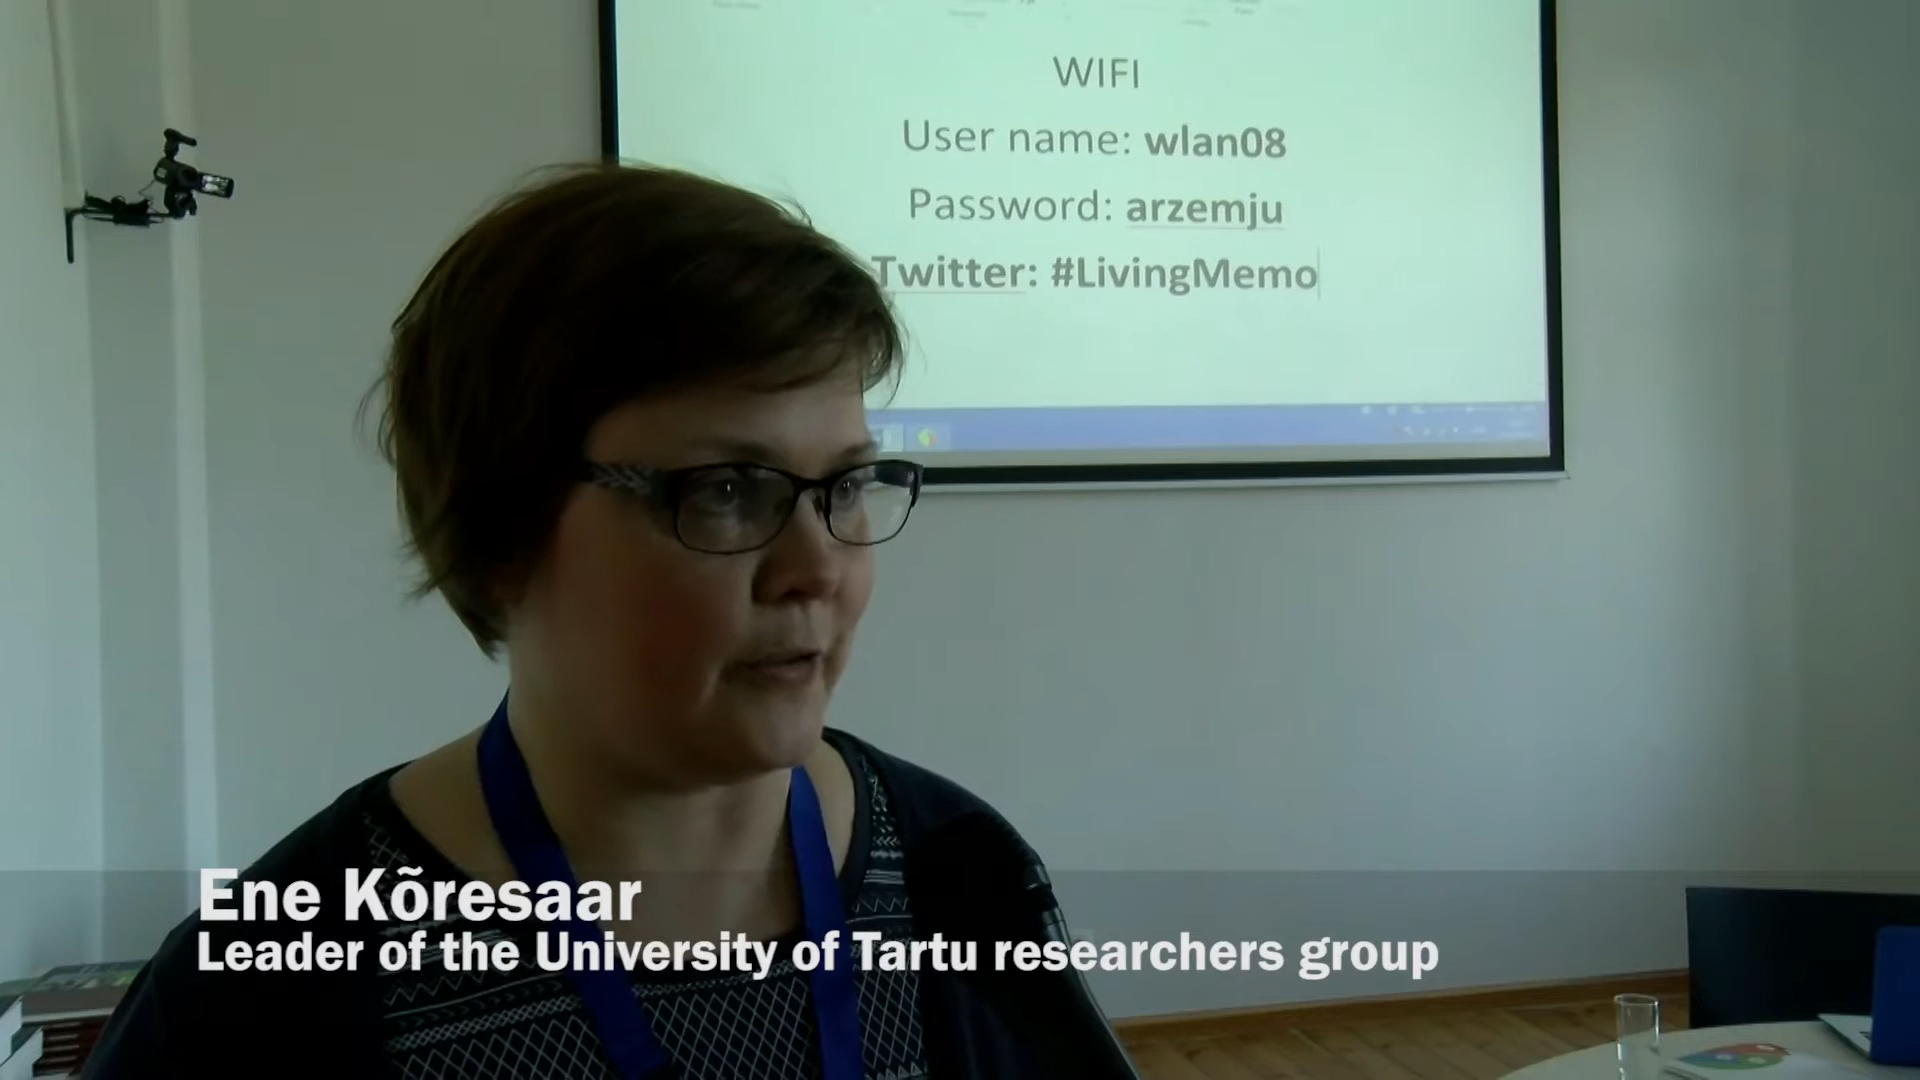 WIFI
User name: wlan08
Password: arzemju
Twitter: #LivingMemo
Ene Kõresaar
Leader of the University of Tartu researchers group